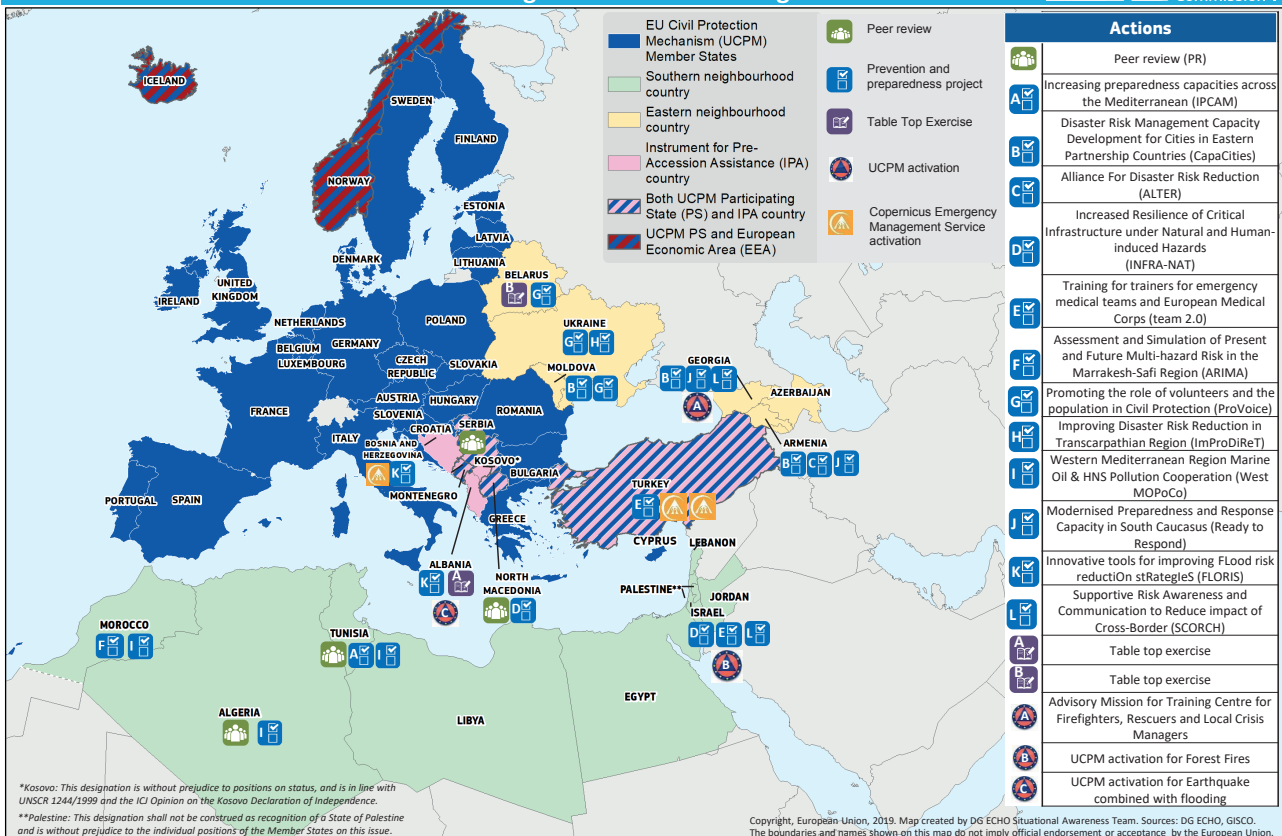 EU Civil Protection
Mechanism (UCPM)
Member States
Southern neighbourhood
country
Eastern neighbourhood
country
Instrument for Pre-
Accession Assistance (IPA)
country
Both UCPM Participating
State (PS) and IPA country
UCPM PS and European
Economic Area (EEA)
Peer review
Prevention and
preparedness project
Table Top Exercise
UCPM activation
Copernicus Emergency
Management Service
activation
ICELAND
SWEDEN
FINLAND
NORWAY
ESTONIA
LATVIA
LITHUANIA
DENMARK
BELARUS
B G
IRELAND
UNITED
KINGDOM
NETHERLANDS
POLAND
UKRAINE
G H
BELGIUM
GERMANY
LUXEMBOURG
CZECH
REPUBLIC
SLOVAKIA
MOLDOVA
B G
GEORGIA
B J L
A
AZERBAIJAN
AUSTRIA
HUNGARY
FRANCE
SLOVENIA
ROMANIA
CROATIA
SERBIA
ITALY
BOSNIA AND
HERZEGOVINA
K
KOSOVO*
BULGARIA
ARMENIA
B C J
MONTENEGRO
PORTUGAL
SPAIN
TURKEY
E
GREECE
CYPRUS
LEBANON
ALBANIA
K A
C
NORTH
MACEDONIA
D
PALESTINE**
JORDAN
ISRAEL
D E L
B
MOROCCO
F I
TUNISIA
A I
ALGERIA
I
LIBYA
EGYPT
*Kosovo: This designation is without prejudice to positions on status, and is in line with
UNSCR 1244/1999 and the ICJ Opinion on the Kosovo Declaration of Independence.
**Palestine: This designation shall not be construed as recognition of a State of Palestine
and is without prejudice to the individual positions of the Member States on this issue.
Actions
Peer review (PR)
A
Increasing preparedness capacities across
the Mediterranean (IPCAM)
B
Disaster Risk Management Capacity
Development for Cities in Eastern
Partnership Countries (CapaCities)
C
Alliance For Disaster Risk Reduction
(ALTER)
D
Increased Resilience of Critical
Infrastructure under Natural and Human-
induced Hazards
(INFRA-NAT)
E
Training for trainers for emergency
medical teams and European Medical
Corps (team 2.0)
F
Assessment and Simulation of Present
and Future Multi-hazard Risk in the
Marrakesh-Safi Region (ARIMA)
G
Promoting the role of volunteers and the
population in Civil Protection (ProVoice)
H
Improving Disaster Risk Reduction in
Transcarpathian Region (ImProDiReT)
I
Western Mediterranean Region Marine
Oil & HNS Pollution Cooperation (West
MOPoCo)
J
Modernised Preparedness and Response
Capacity in South Caucasus (Ready to
Respond)
K
Innovative tools for improving FLood risk
reductiOn stRategIeS (FLORIS)
L
Supportive Risk Awareness and
Communication to Reduce impact of
Cross-Border (SCORCH)
A
Table top exercise
B
Table top exercise
A
Advisory Mission for Training Centre for
Firefighters, Rescuers and Local Crisis
Managers
B
UCPM activation for Forest Fires
C
UCPM activation for Earthquake
combined with flooding
Copyright, European Union, 2019. Map created by DG ECHO Situational Awareness Team. Sources: DG ECHO, GISCO.
The boundaries and names shown on this map do not imply official endorsement or acceptance by the European Union